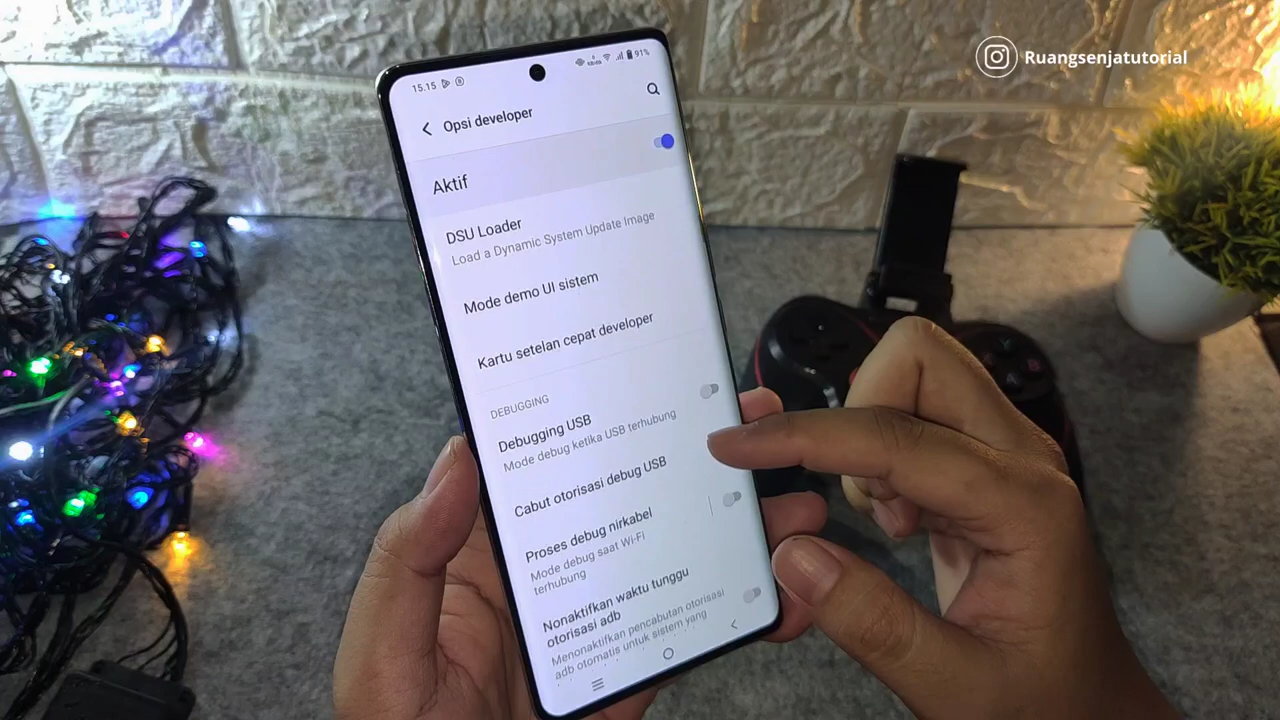 Ruangsenjatutorial
15.15
91%
Opsi developer
Aktif
DSU Loader
Load a Dynamic System Update Image
Mode demo UI sistem
Kartu setelan cepat developer
DEBUGGING
Debugging USB
Mode debug ketika USB terhubung
Cabut otorisasi debug USB
Proses debug nirkabel
Mode debug saat Wi-Fi
terhubung
Nonaktifkan waktu tunggu
otorisasi adb
Menonaktifkan pencabutan otorisasi
adb otomatis untuk sistem yang